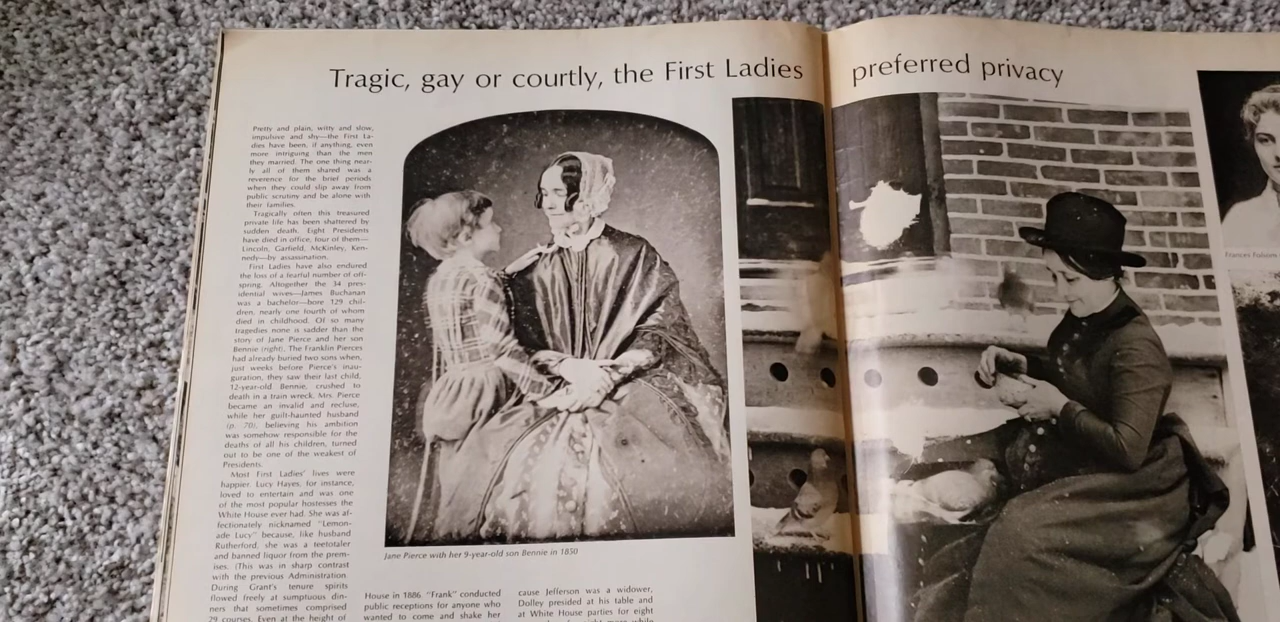 Tragic, gay or courtly, the First Ladies preferred privacy
Pretty and plain, witty and slow,
impulsive and shy—the First La-
dies have been, if anything, even
more intriguing than the men
they married. The one thing near-
ly all of them shared was a
reverence for the brief periods
when they could slip away from
public scrutiny and be alone with
their families.
Tragically often this treasured
private life has been shattered by
sudden death. Eight Presidents
have died in office, four of them—
Lincoln, Garfield, McKinley, Ken-
nedy—by assassination.
First Ladies have also endured
the loss of a fearful number of off-
spring. Altogether the 34 pres-
idential wives—James Buchanan
was a bachelor—bore 129 chil-
dren, nearly one fourth of whom
died in childhood. Of so many
tragedies none is sadder than the
story of Jane Pierce and her son
Bennie (right). The Franklin Pierces
had already buried two sons when,
just weeks before Pierce's inau-
guration, they saw their last child,
12-year-old Bennie, crushed to
death in a train wreck. Mrs. Pierce
became an invalid and recluse,
while her guilt-haunted husband
(p. 70), believing his ambition
was somehow responsible for the
deaths of all his children, turned
out to be one of the weakest of
Presidents.
Most First Ladies' lives were
happier. Lucy Hayes, for instance,
loved to entertain and was one
of the most popular hostesses the
White House ever had. She was af-
fectionately nicknamed "Lemon-
ade Lucy" because, like husband
Rutherford, she was a teetotaler
and banned liquor from the prem-
ises. (This was in sharp contrast
with the previous Administration.
During Grant's tenure spirits
flowed freely at sumptuous din-
ners that sometimes comprised
29 courses. Even at the height of
Jane Pierce with her 9-year-old son Bennie in 1850
House in 1886 "Frank" conducted
public receptions for anyone who
wanted to come and shake her
cause Jefferson was a widower,
Dolley presided at his table and
at White House parties for eight
Frances Folsom